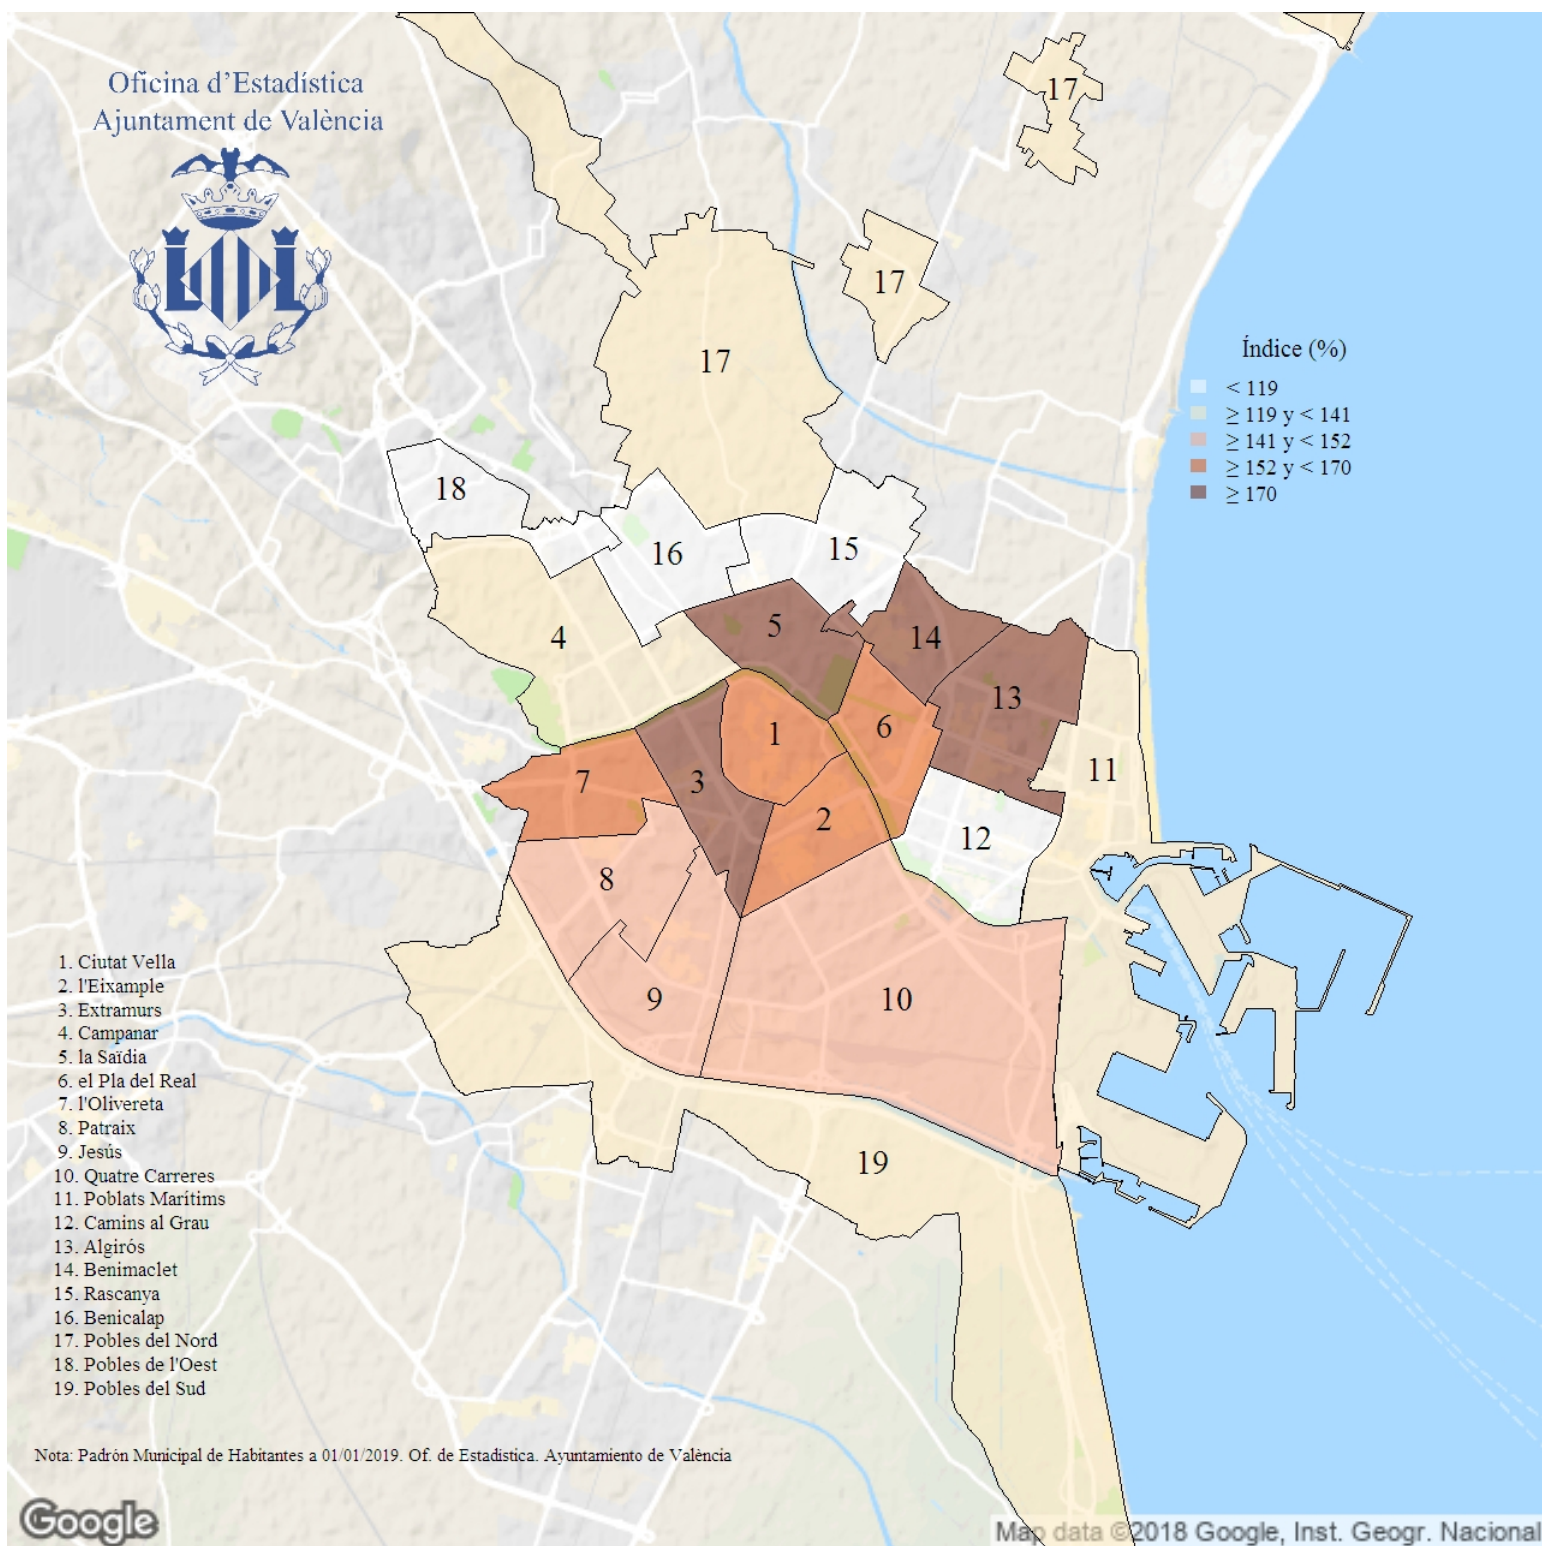 Oficina d'Estadística
Ajuntament de València
17
17
17
Índice (%)
< 119
≥ 119 y < 141
≥ 141 y < 152
≥ 152 y < 170
≥ 170
18
16
15
4
5
14
13
6
1
7
3
2
11
12
8
9
10
19
1. Ciutat Vella
2. l'Eixample
3. Extramurs
4. Campanar
5. la Saïdia
6. el Pla del Real
7. l'Olivereta
8. Patraix
9. Jesús
10. Quatre Carreres
11. Poblats Marítims
12. Camins al Grau
13. Algirós
14. Benimaclet
15. Rascanya
16. Benicalap
17. Pobles del Nord
18. Pobles de l'Oest
19. Pobles del Sud
Nota: Padrón Municipal de Habitantes a 01/01/2019. Of. de Estadística. Ayuntamiento de València
Google
Map data ©2018 Google, Inst. Geogr. Nacional